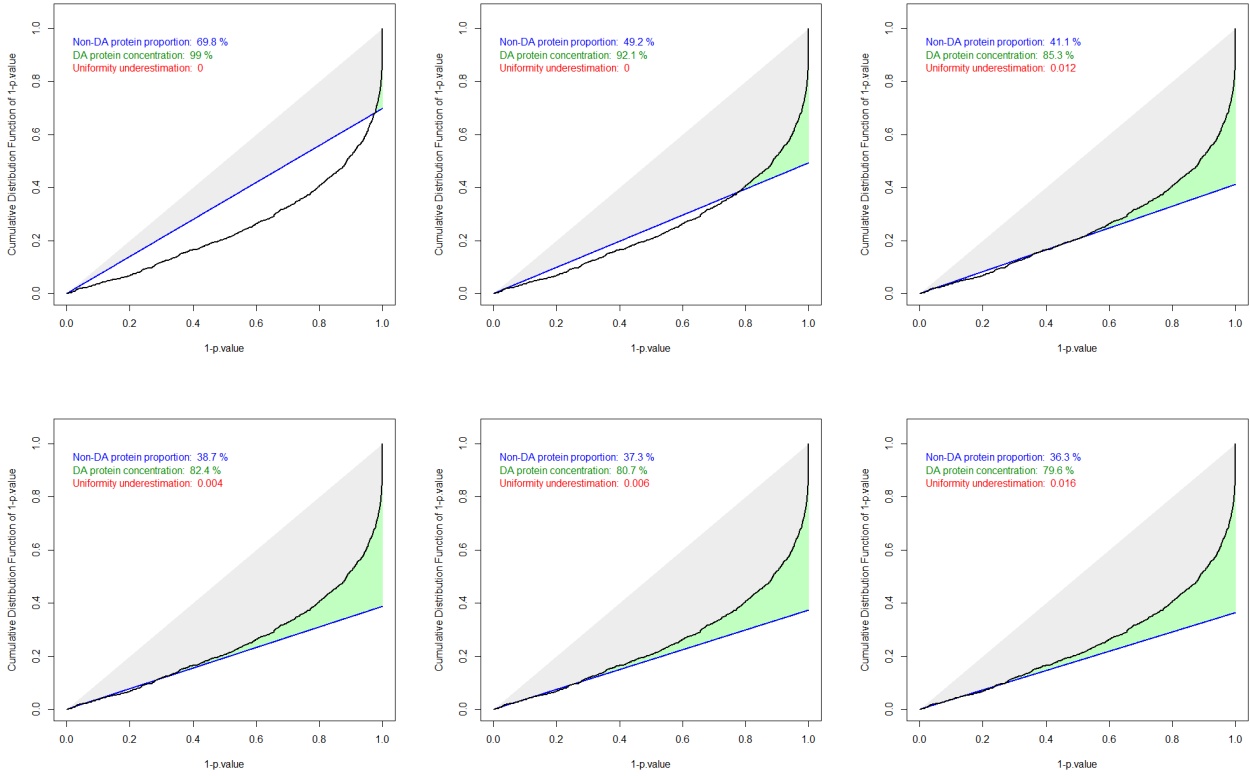 Non-DA protein proportion: 69.8 %
DA protein concentration: 99 %
Uniformity underestimation: 0
Cumulative Distribution Function of 1-p.value
0.0 0.2 0.4 0.6 0.8 1.0
0.0 0.2 0.4 0.6 0.8 1.0
1-p.value
Non-DA protein proportion: 49.2 %
DA protein concentration: 92.1 %
Uniformity underestimation: 0
Cumulative Distribution Function of 1-p.value
0.0 0.2 0.4 0.6 0.8 1.0
0.0 0.2 0.4 0.6 0.8 1.0
1-p.value
Non-DA protein proportion: 41.1 %
DA protein concentration: 85.3 %
Uniformity underestimation: 0.012
Cumulative Distribution Function of 1-p.value
0.0 0.2 0.4 0.6 0.8 1.0
0.0 0.2 0.4 0.6 0.8 1.0
1-p.value
Non-DA protein proportion: 38.7 %
DA protein concentration: 82.4 %
Uniformity underestimation: 0.004
Cumulative Distribution Function of 1-p.value
0.0 0.2 0.4 0.6 0.8 1.0
0.0 0.2 0.4 0.6 0.8 1.0
1-p.value
Non-DA protein proportion: 37.3 %
DA protein concentration: 80.7 %
Uniformity underestimation: 0.006
Cumulative Distribution Function of 1-p.value
0.0 0.2 0.4 0.6 0.8 1.0
0.0 0.2 0.4 0.6 0.8 1.0
1-p.value
Non-DA protein proportion: 36.3 %
DA protein concentration: 79.6 %
Uniformity underestimation: 0.016
Cumulative Distribution Function of 1-p.value
0.0 0.2 0.4 0.6 0.8 1.0
0.0 0.2 0.4 0.6 0.8 1.0
1-p.value